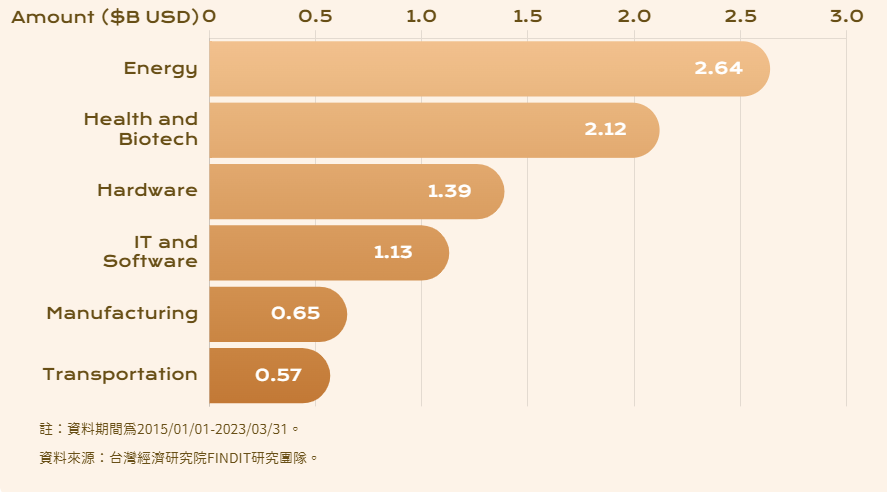 Amount ($B USD) 0 0.5 1.0 1.5 2.0 2.5 3.0
Energy 2.64
Health and
Biotech 2.12
Hardware 1.39
IT and
Software 1.13
Manufacturing 0.65
Transportation 0.57
註：資料期間為2015/01/01-2023/03/31。
資料來源：台灣經濟研究院FINDIT研究團隊。